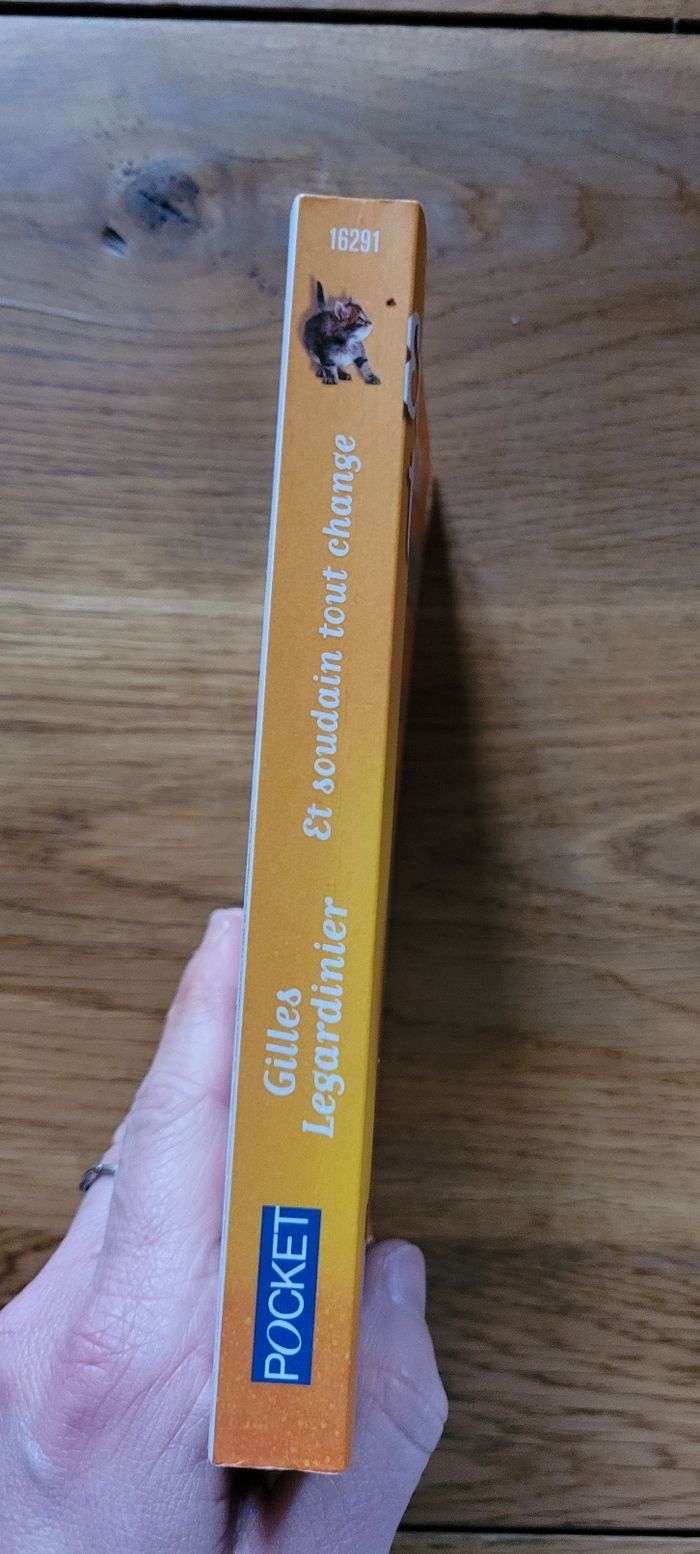 16291
Et soudain tout change
Gilles
Legardinier
POCKET